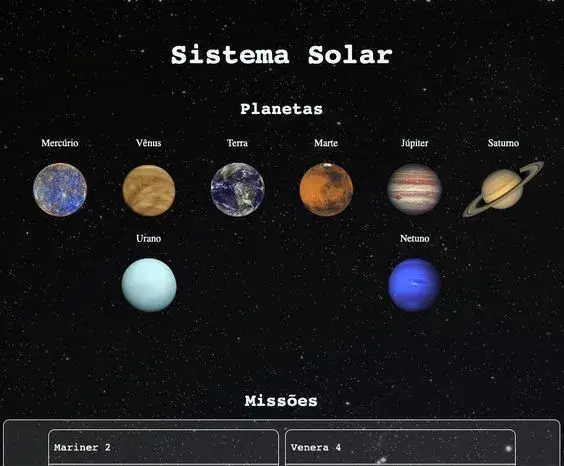 Sistema Solar
Planetas
Mercúrio Vênus Terra Marte Júpiter Saturno
Urano Netuno
Missões
Mariner 2 Venera 4